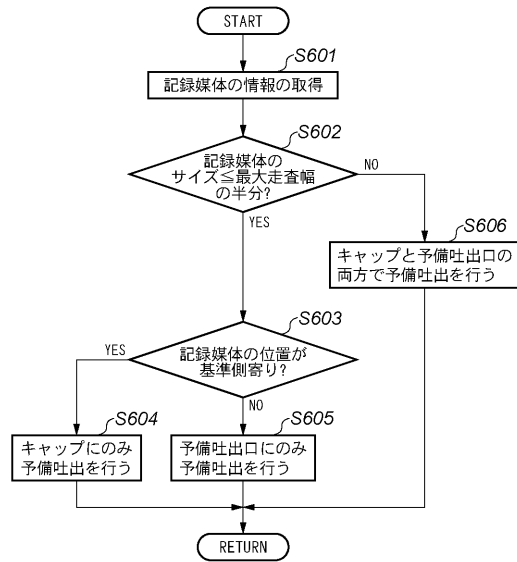 START
S601
記録媒体の情報の取得
S602
記録媒体の
サイズ≦最大走査幅
の半分?
NO
YES
S606
キャップと予備吐出口の
両方で予備吐出を行う
S603
記録媒体の位置が
基準側寄り?
YES
NO
S604
キャップにのみ
予備吐出を行う
S605
予備吐出口にのみ
予備吐出を行う
RETURN